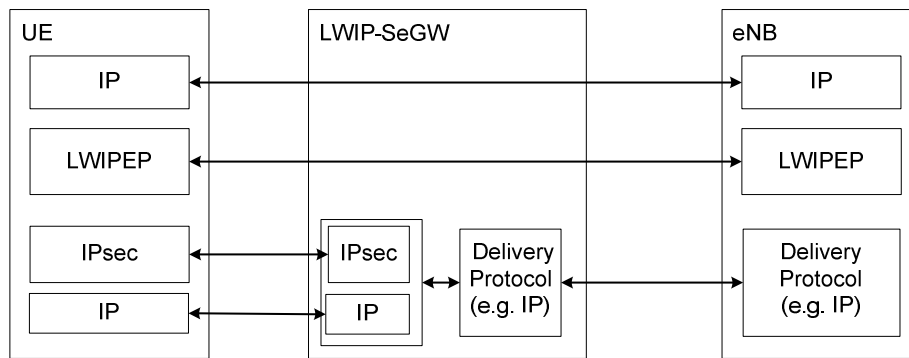 UE
LWIP-SeGW
eNB
IP
IP
LWIPEP
LWIPEP
IPsec
IPsec
Delivery
Protocol
(e.g. IP)
Delivery
Protocol
(e.g. IP)
IP
IP